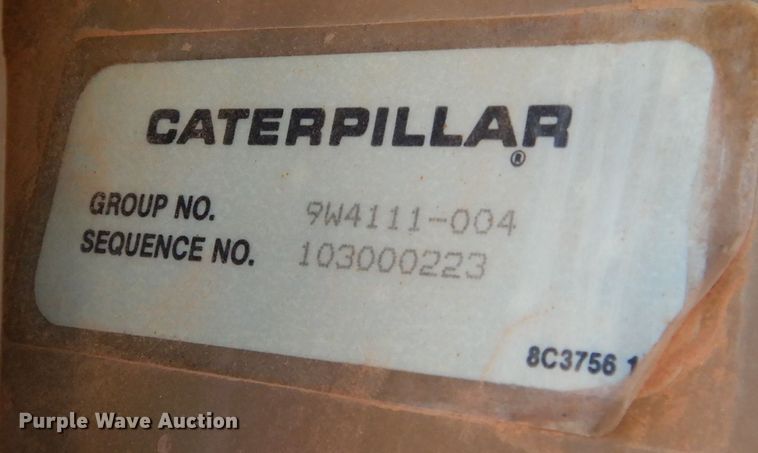 CATERPILLAR®
GROUP NO. 9W4111-004
SEQUENCE NO. 103000223
8C3756
Purple Wave Auction